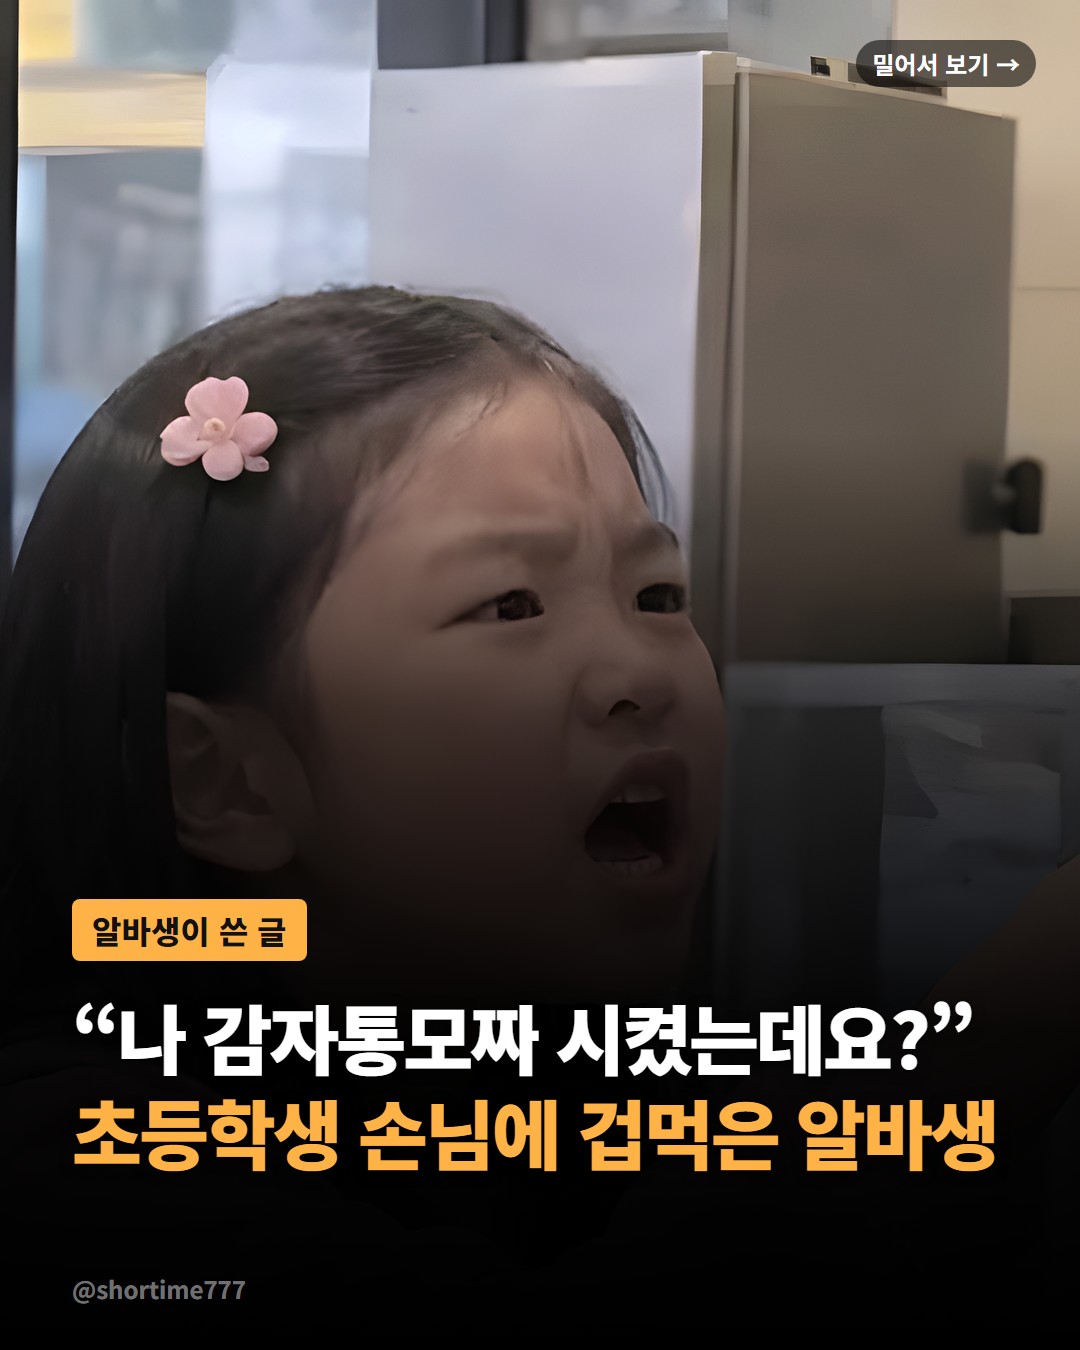 밀어서 보기 →
알바생이 쓴 글
“나 감자통모짜 시켰는데요?”
초등학생 손님에 겁먹은 알바생
@shortime777